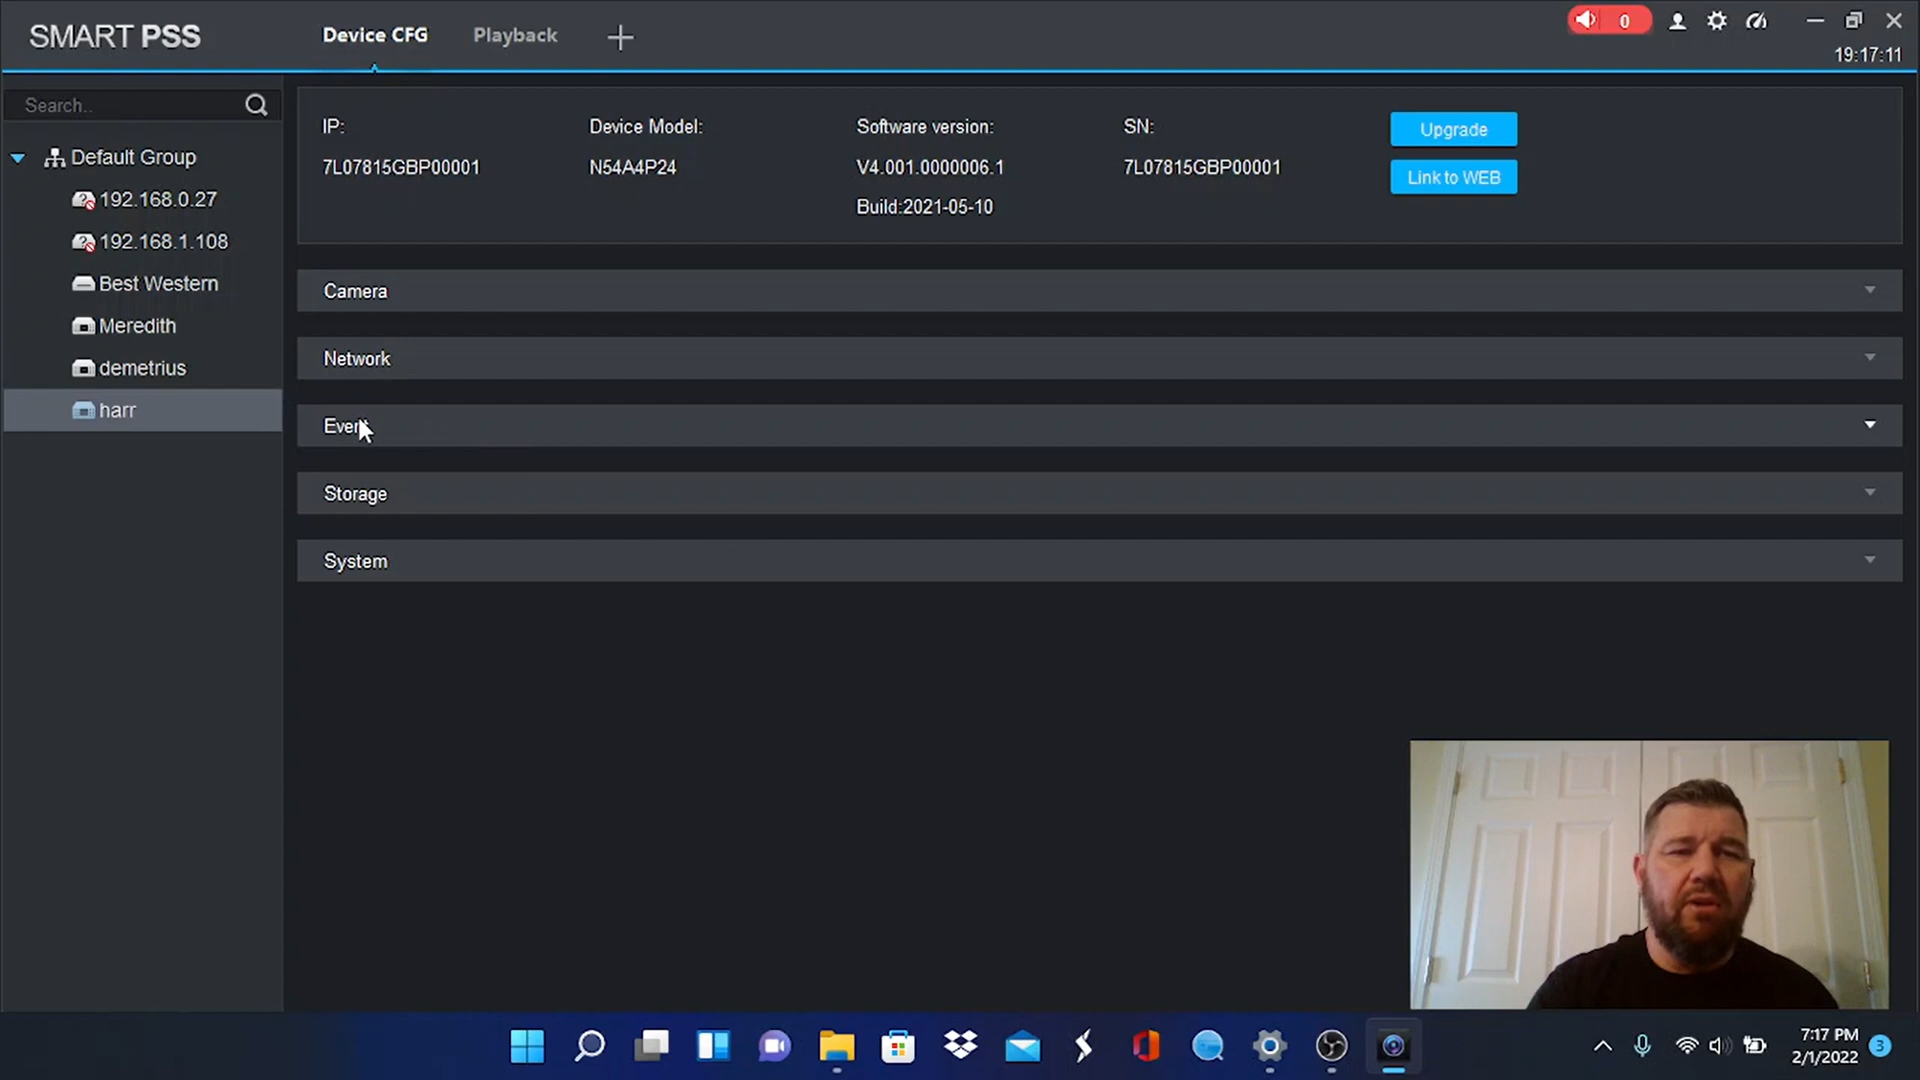 SMART PSS
Device CFG
Playback
0
19:17:11
Search..
Default Group
192.168.0.27
192.168.1.108
Best Western
Meredith
demetrius
harr
IP:
7L07815GBP00001
Device Model:
N54A4P24
Software version:
V4.001.0000006.1
Build:2021-05-10
SN:
7L07815GBP00001
Upgrade
Link to WEB
Camera
Network
Event
Storage
System
7:17 PM
2/1/2022
3